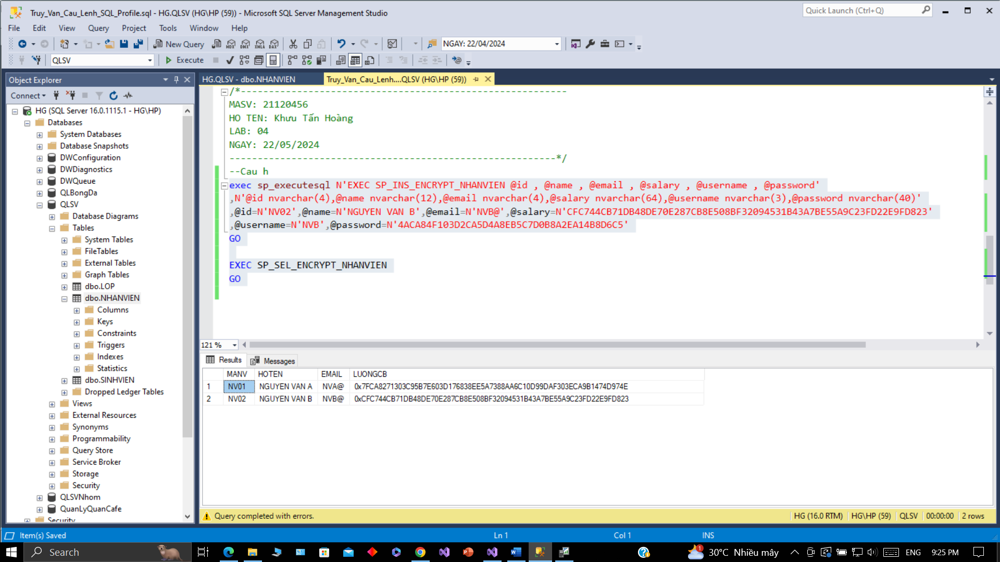 Truy_Van_Cau_Lenh_SQL_Profile.sql - HG.QLSV (HG\HP (59)) - Microsoft SQL Server Management Studio
Quick Launch (Ctrl+Q)
File Edit View Query Project Tools Window Help
New Query
MDX DMX XMLA DAX
NGAY: 22/04/2024
QLSV
Execute
Object Explorer
HG.QLSV - dbo.NHANVIEN
Truy_Van_Cau_Lenh....QLSV (HG\HP (59))
Connect
HG (SQL Server 16.0.1115.1 - HG\HP)
Databases
System Databases
Database Snapshots
DWConfiguration
DWDiagnostics
DWQueue
QLBongDa
QLSV
Database Diagrams
Tables
System Tables
FileTables
External Tables
Graph Tables
dbo.LOP
dbo.NHANVIEN
Columns
Keys
Constraints
Triggers
Indexes
Statistics
dbo.SINHVIEN
Dropped Ledger Tables
Views
External Resources
Synonyms
Programmability
Query Store
Service Broker
Storage
Security
QLSVNhom
QuanLyQuanCafe
Security
/*----------------------------------------------------------
MASV: 21120456
HO TEN: Khưu Tấn Hoàng
LAB: 04
NGAY: 22/05/2024
----------------------------------------------------------*/
--Cau h
exec sp_executesql N'EXEC SP_INS_ENCRYPT_NHANVIEN @id , @name , @email , @salary , @username , @password'
,N'@id nvarchar(4),@name nvarchar(12),@email nvarchar(4),@salary nvarchar(64),@username nvarchar(3),@password nvarchar(40)'
,@id=N'NV02',@name=N'NGUYEN VAN B',@email=N'NVB@',@salary=N'CFC744CB71DB48DE70E287CB8E508BF32094531B43A7BE55A9C23FD22E9FD823'
,@username=N'NVB',@password=N'4ACA84F103D2CA5D4A8EB5C7D0B8A2EA14B8D6C5'
GO
EXEC SP_SEL_ENCRYPT_NHANVIEN
GO
121 %
Results Messages
MANV HOTEN EMAIL LUONGCB
1 NV01 NGUYEN VAN A NVA@ 0x7FCA8271303C95B7E603D176838EE5A7388AA6C10D99DAF303ECA9B1474D974E
2 NV02 NGUYEN VAN B NVB@ 0xCFC744CB71DB48DE70E287CB8E508BF32094531B43A7BE55A9C23FD22E9FD823
Query completed with errors.
HG (16.0 RTM) HG\HP (59) QLSV 00:00:00 2 rows
Item(s) Saved
Ln 1 Col 1 INS
Search
1
30°C Nhiều mây
ENG
9:25 PM